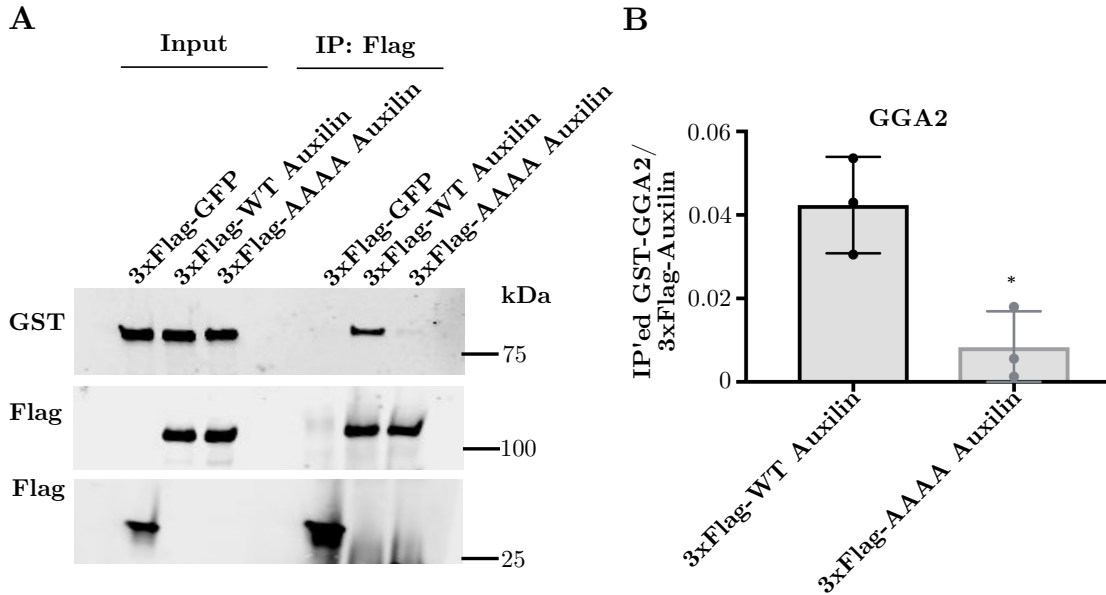 A
Input
IP: Flag
3xFlag-GFP
3xFlag-WT Auxilin
3xFlag-AAAA Auxilin
3xFlag-GFP
3xFlag-WT Auxilin
3xFlag-AAAA Auxilin
kDa
GST
75
Flag
100
Flag
25
B
GGA2
IP'ed GST-GGA2/
3xFlag-Auxilin
0.06
0.04
0.02
0
*
3xFlag-WT Auxilin
3xFlag-AAAA Auxilin